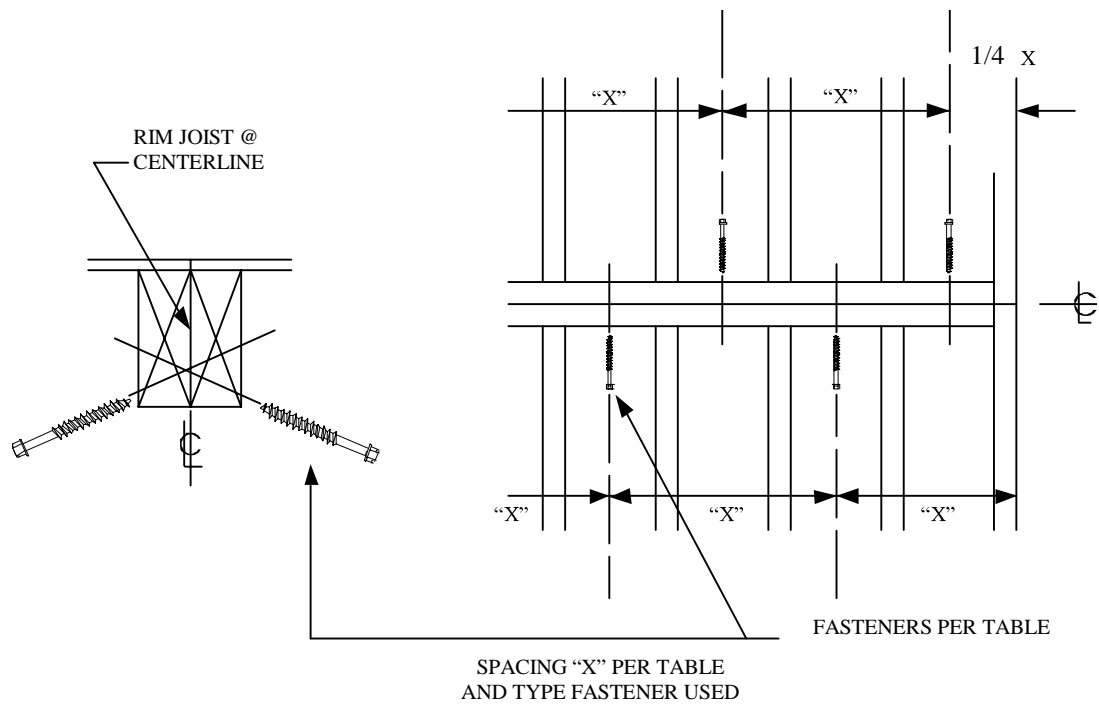 1/4 X
“X”
“X”
RIM JOIST @
CENTERLINE
℄
℄
“X”
“X”
“X”
FASTENERS PER TABLE
SPACING “X” PER TABLE
AND TYPE FASTENER USED